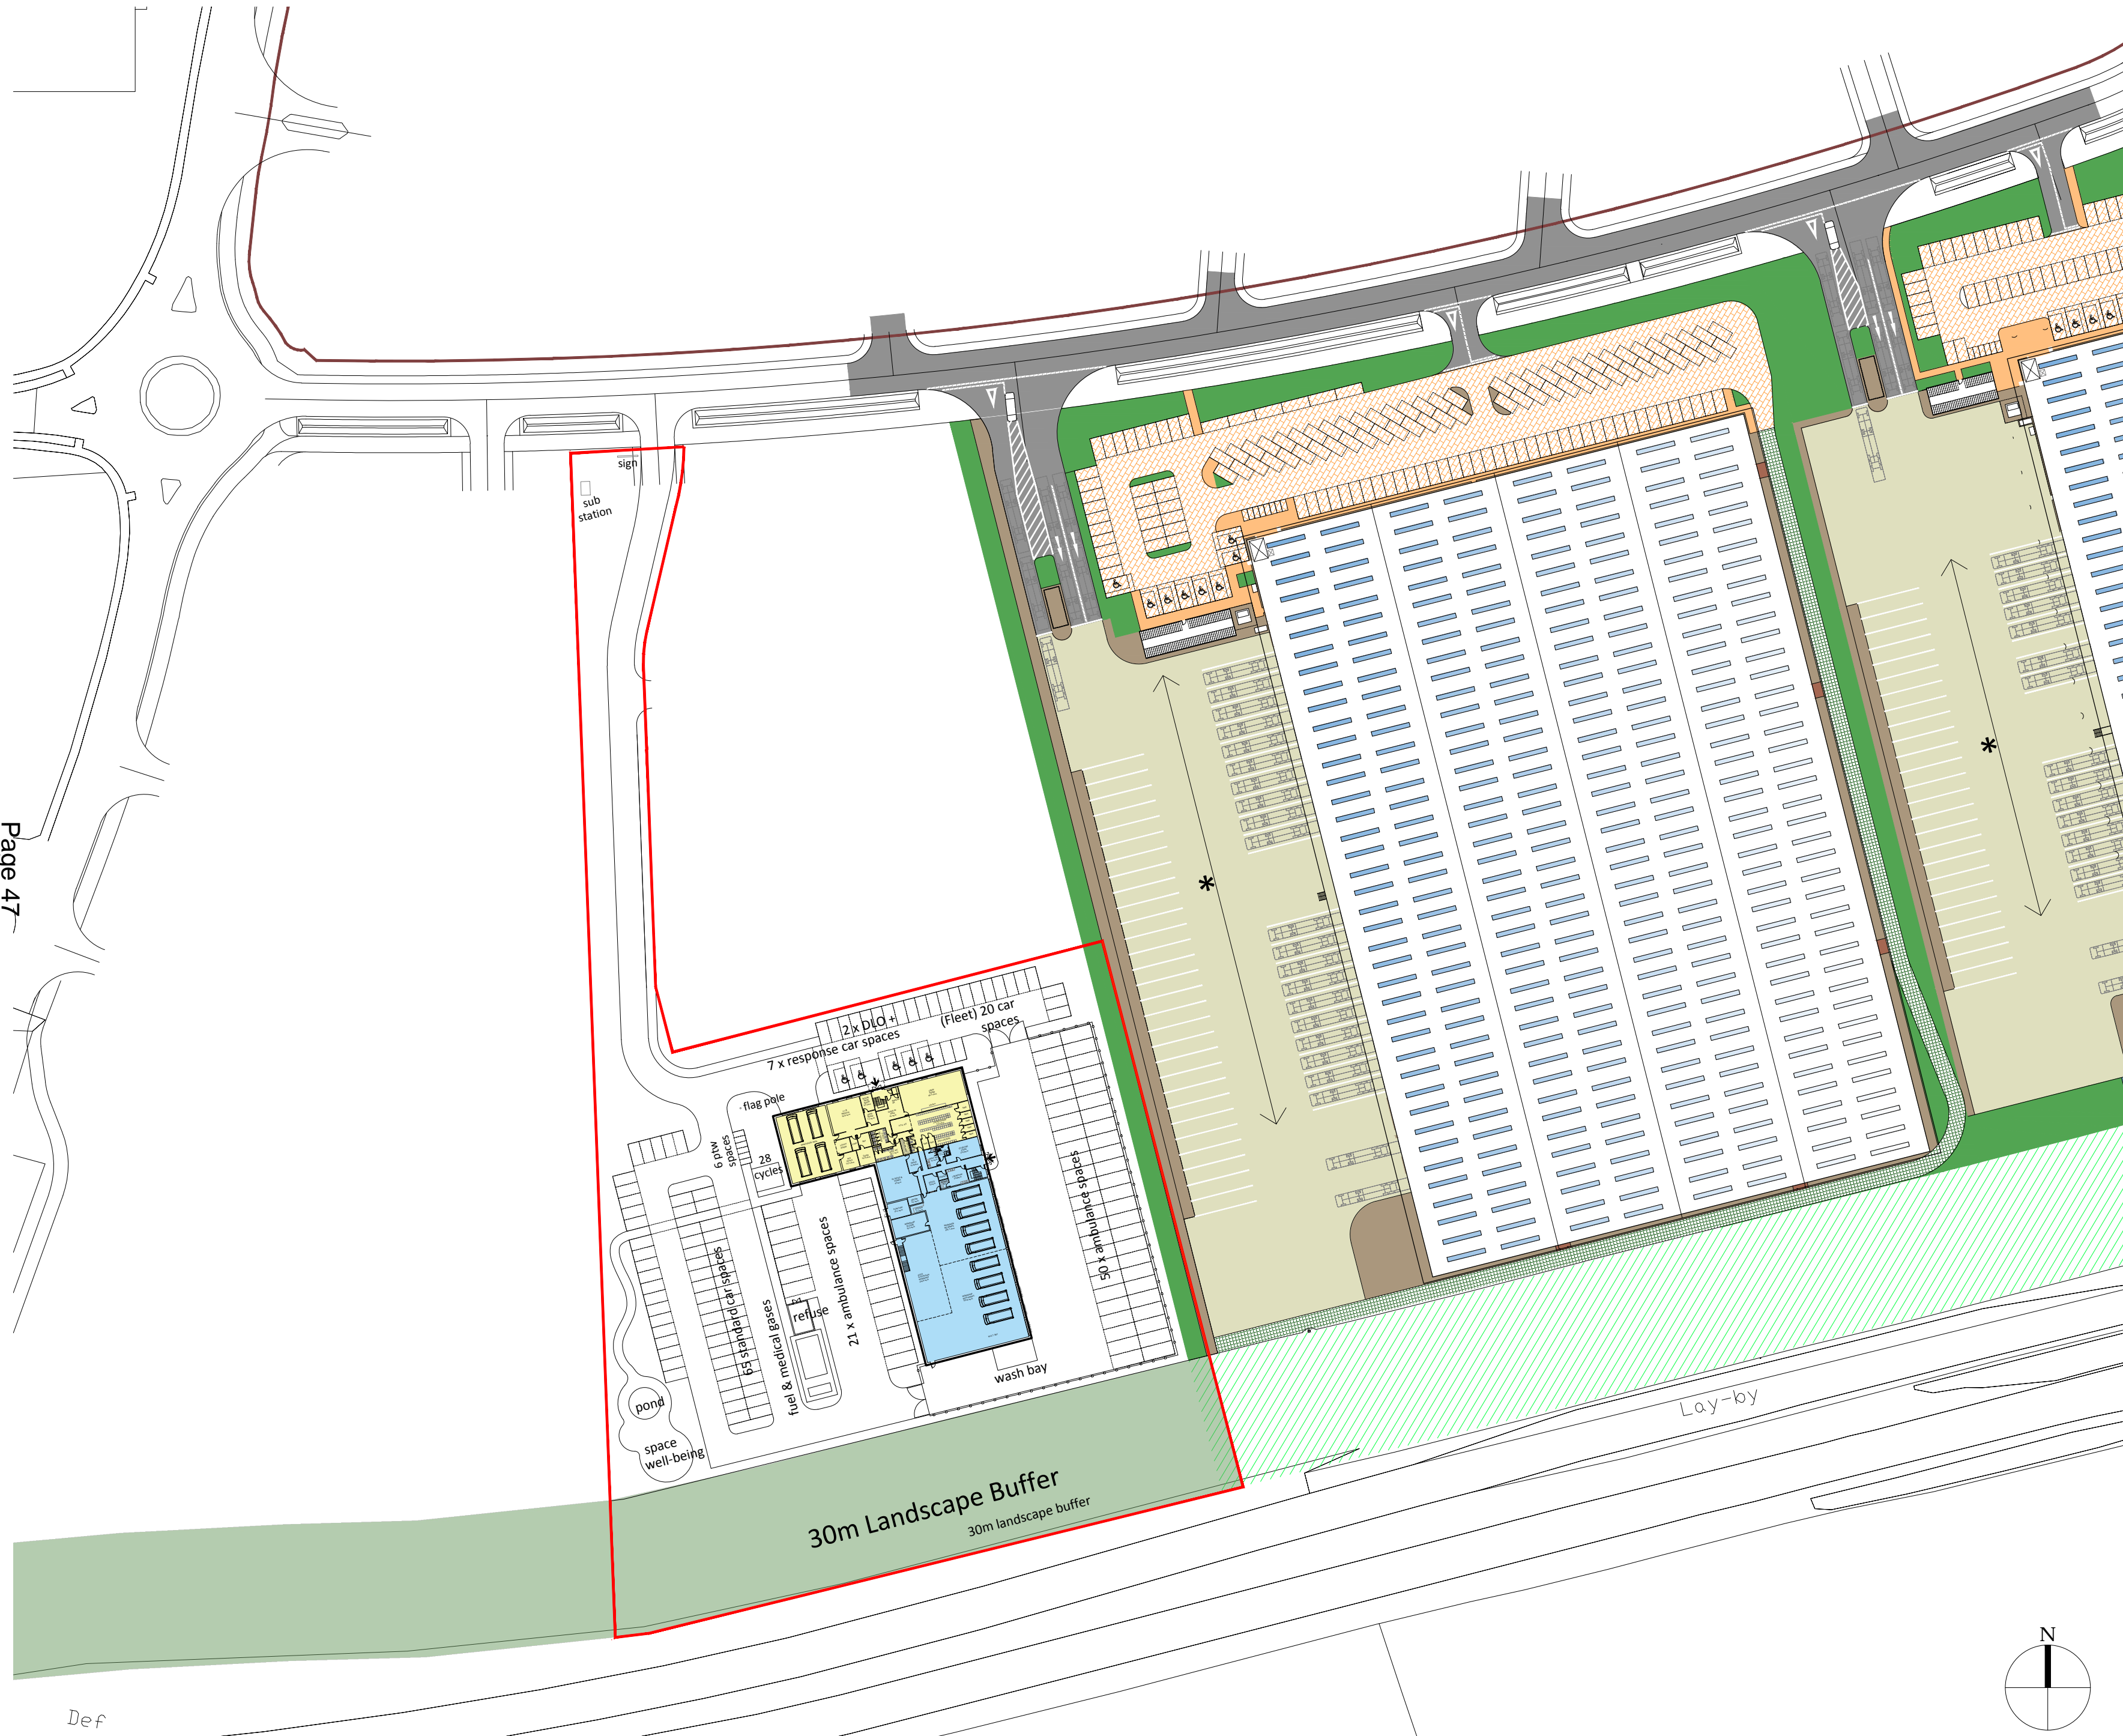 sign
sub
station
Page 47
2 x DLO +
7 x response car spaces
(Fleet) 20 car
spaces
flag pole
6 ptw
spaces
28
cycles
65 standard carspaces
fuel & medical gases
refuse
21 x ambulance spaces
50 x ambulance spaces
wash bay
pond
space
well-being
30m Landscape Buffer
30m landscape buffer
Lay-by
Def
N
*
*